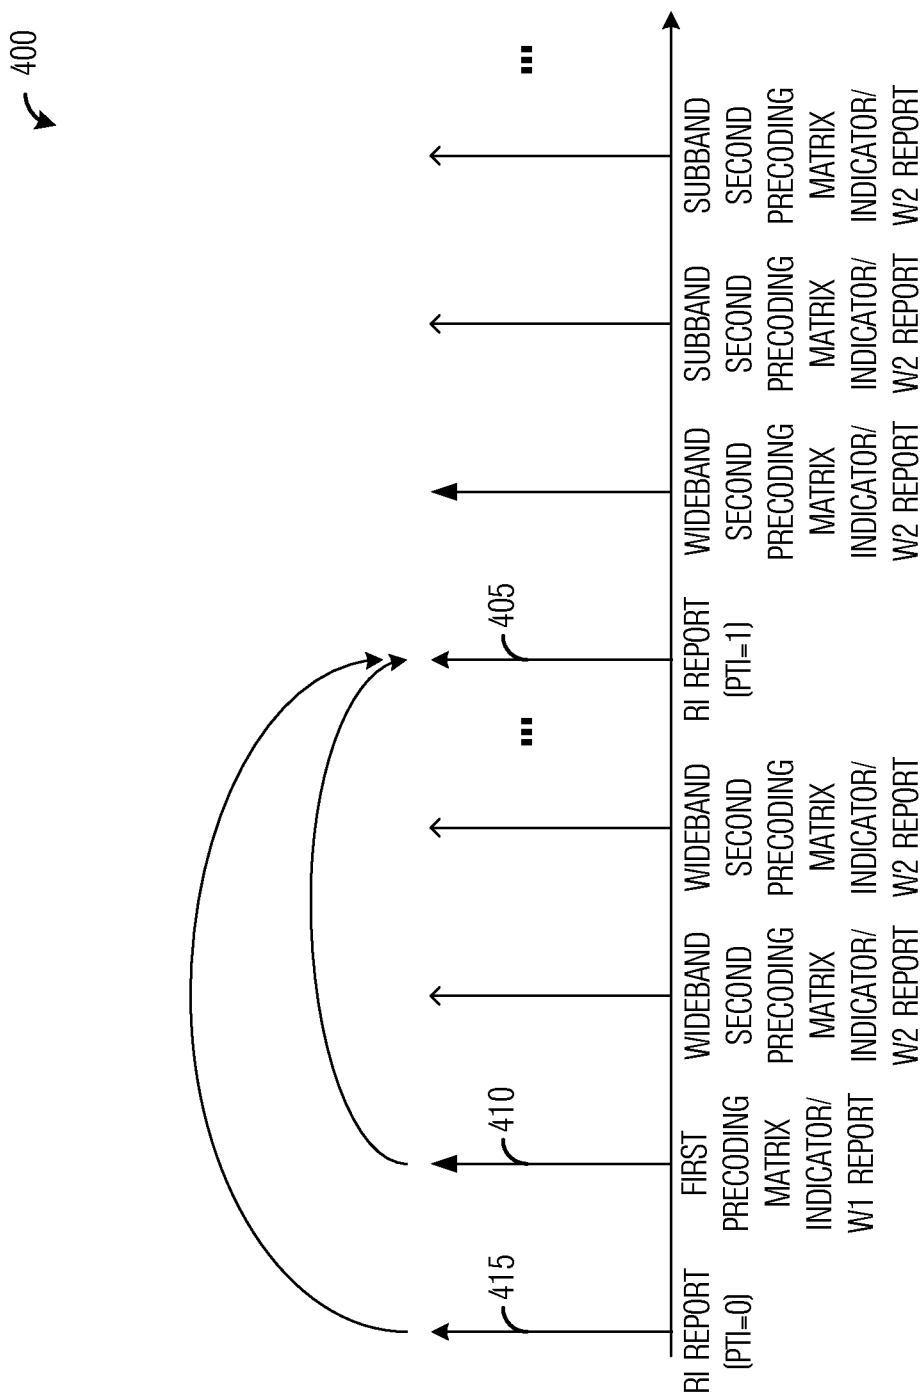 400
415
410
405
...
...
RI REPORT
(PTI=0)
FIRST
PRECODING
MATRIX
INDICATOR/
W1 REPORT
WIDEBAND
SECOND
PRECODING
MATRIX
INDICATOR/
W2 REPORT
WIDEBAND
SECOND
PRECODING
MATRIX
INDICATOR/
W2 REPORT
RI REPORT
(PTI=1)
WIDEBAND
SECOND
PRECODING
MATRIX
INDICATOR/
W2 REPORT
SUBBAND
SECOND
PRECODING
MATRIX
INDICATOR/
W2 REPORT
SUBBAND
SECOND
PRECODING
MATRIX
INDICATOR/
W2 REPORT